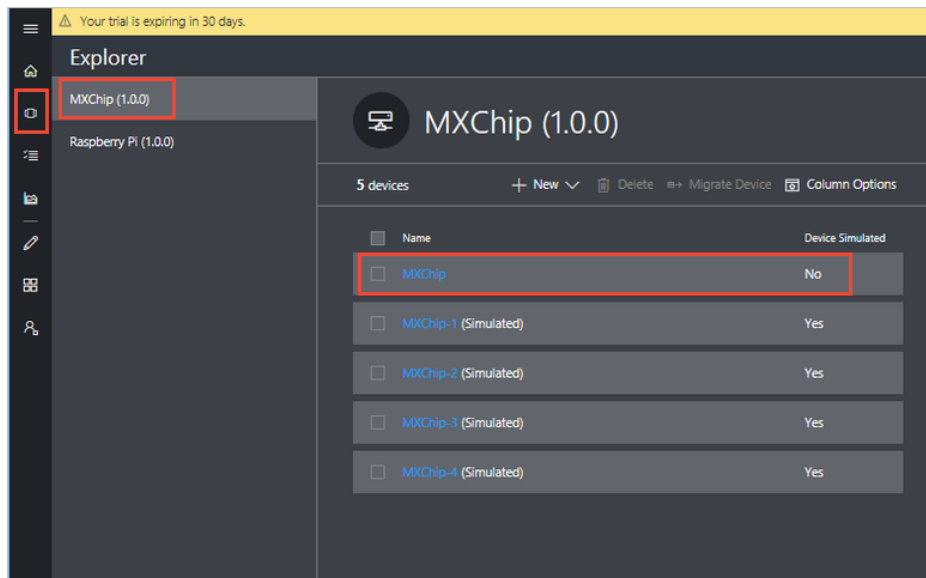 Your trial is expiring in 30 days.
Explorer
MXChip (1.0.0)
Raspberry Pi (1.0.0)
MXChip (1.0.0)
5 devices New Delete Migrate Device Column Options
Name Device Simulated
MXChip No
MXChip-1 (Simulated) Yes
MXChip-2 (Simulated) Yes
MXChip-3 (Simulated) Yes
MXChip-4 (Simulated) Yes